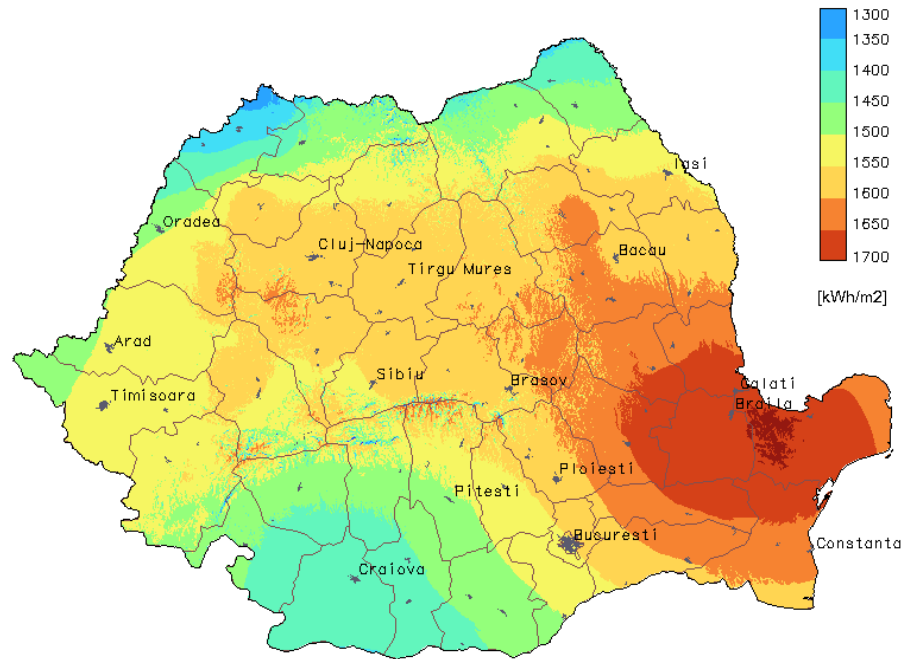 1300
1350
1400
1450
1500
1550
1600
1650
1700
[kWh/m2]
Iasi
Oradea
Cluj-Napoca
Bacau
Tirgu Mures
Arad
Sibiu
Brasov
Galati
Timisoara
Braila
Ploiesti
Pitesti
Bucuresti
Constanta
Craiova